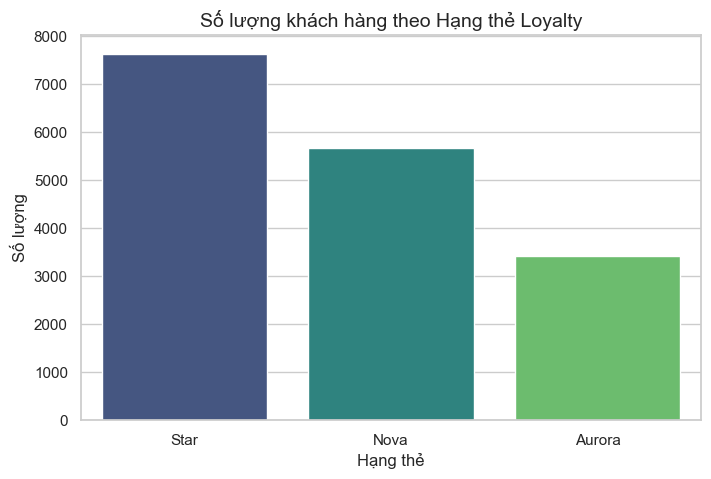 Số lượng khách hàng theo Hạng thẻ Loyalty
Số lượng
8000
7000
6000
5000
4000
3000
2000
1000
0
Star Nova Aurora
Hạng thẻ